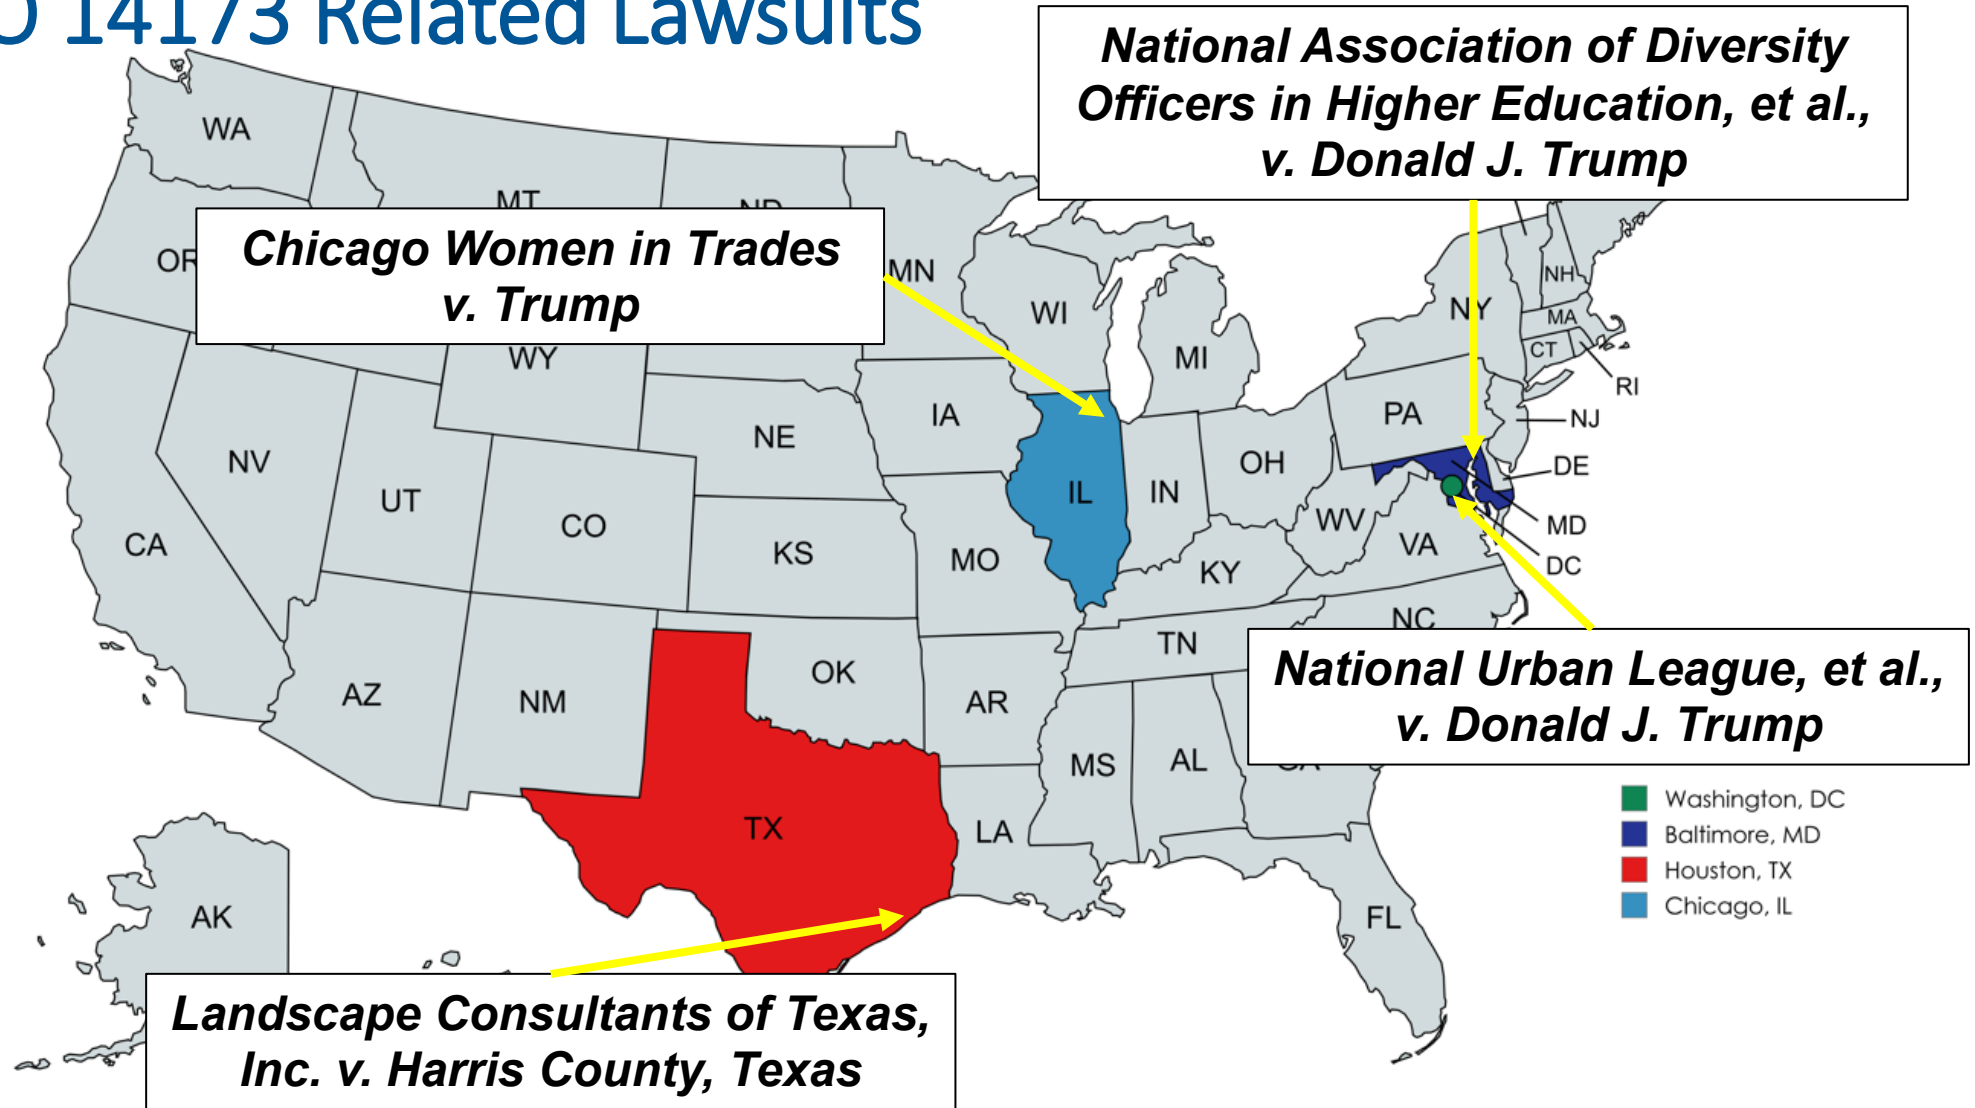 O 14173 Related Lawsuits
National Association of Diversity
Officers in Higher Education, et al.,
v. Donald J. Trump
WA
MT
ND
OR
Chicago Women in Trades
v. Trump
MN
WI
MI
NY
NH
MA
CT
RI
WY
IA
NE
PA
NJ
NV
UT
CO
IL
IN
OH
DE
CA
KS
MO
WV
VA
MD
KY
DC
AZ
NM
OK
AR
TN
NC
National Urban League, et al.,
v. Donald J. Trump
MS
AL
GA
TX
LA
Washington, DC
Baltimore, MD
Houston, TX
Chicago, IL
AK
FL
Landscape Consultants of Texas,
Inc. v. Harris County, Texas